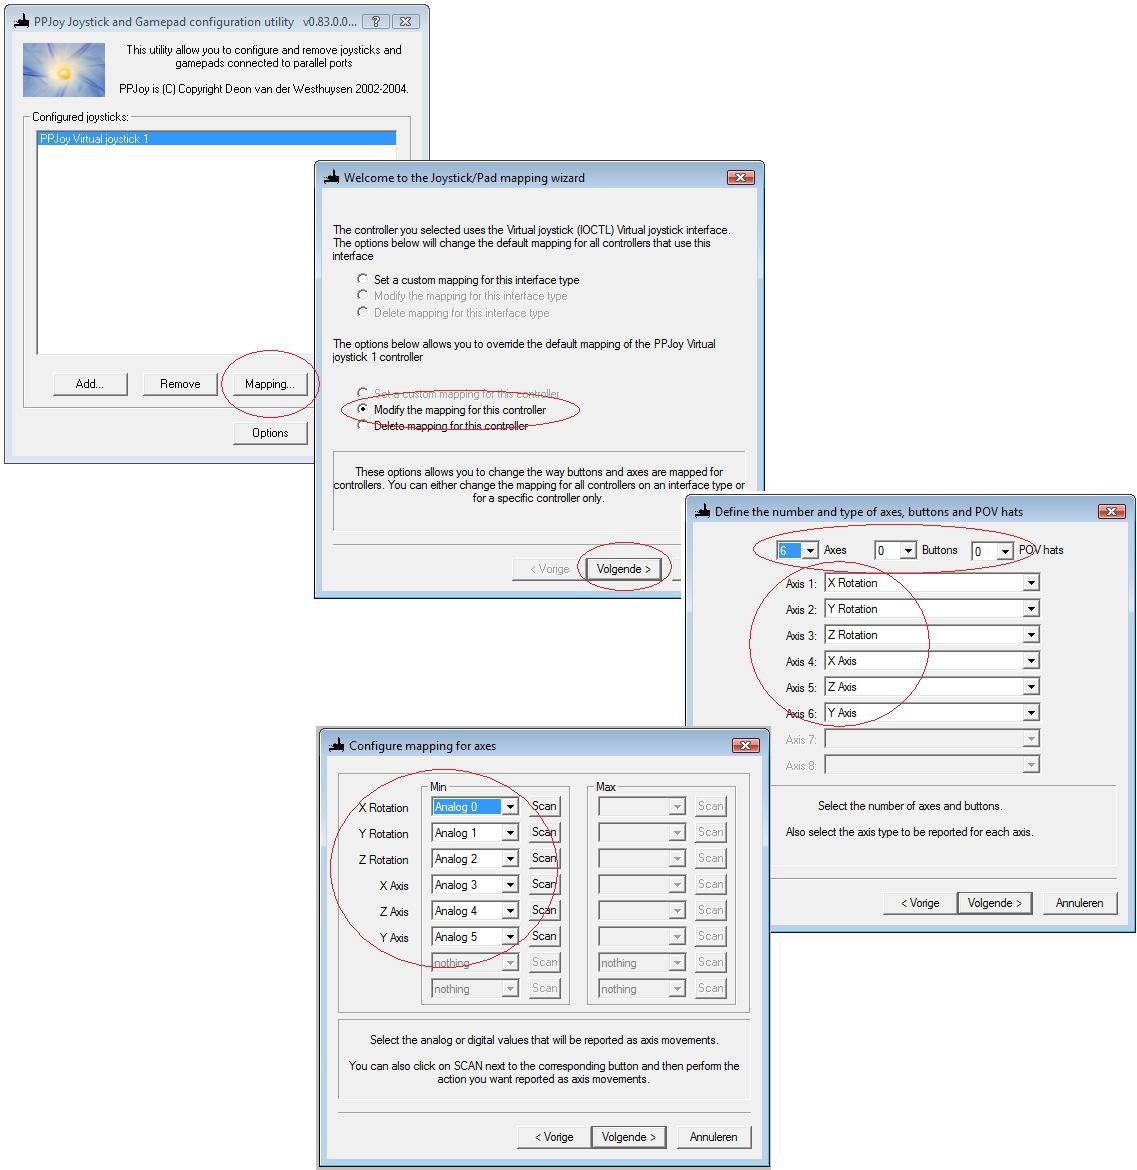 PPJoy Joystick and Gamepad configuration utility v0.83.0.0...
This utility allow you to configure and remove joysticks and
gamepads connected to parallel ports
PPJoy is (C) Copyright Deon van der Westhuysen 2002-2004.
Configured joysticks:
PPJoy Virtual joystick 1
Add...
Remove
Mapping...
Options
Welcome to the Joystick/Pad mapping wizard
The controller you selected uses the Virtual joystick (IOCTL) Virtual joystick interface.
The options below will change the default mapping for all controllers that use this
interface
Set a custom mapping for this interface type
Modify the mapping for this interface type
Delete mapping for this interface type
The options below allows you to override the default mapping of the PPJoy Virtual
joystick 1 controller
Set a custom mapping for this controller
Modify the mapping for this controller
Delete mapping for this controller
These options allows you to change the way buttons and axes are mapped for
controllers. You can either change the mapping for all controllers on an interface type or
for a specific controller only.
< Vorige
Volgende >
Define the number and type of axes, buttons and POV hats
6 Axes 0 Buttons 0 POV hats
Axis 1: X Rotation
Axis 2: Y Rotation
Axis 3: Z Rotation
Axis 4: X Axis
Axis 5: Z Axis
Axis 6: Y Axis
Axis 7:
Axis 8:
Select the number of axes and buttons.
Also select the axis type to be reported for each axis.
< Vorige
Volgende >
Annuleren
Configure mapping for axes
Min
Max
X Rotation Analog 0 Scan Scan
Y Rotation Analog 1 Scan Scan
Z Rotation Analog 2 Scan Scan
X Axis Analog 3 Scan Scan
Z Axis Analog 4 Scan Scan
Y Axis Analog 5 Scan Scan
nothing Scan nothing Scan
nothing Scan nothing Scan
Select the analog or digital values that will be reported as axis movements.
You can also click on SCAN next to the corresponding button and then perform the
action you want reported as axis movements.
< Vorige
Volgende >
Annuleren